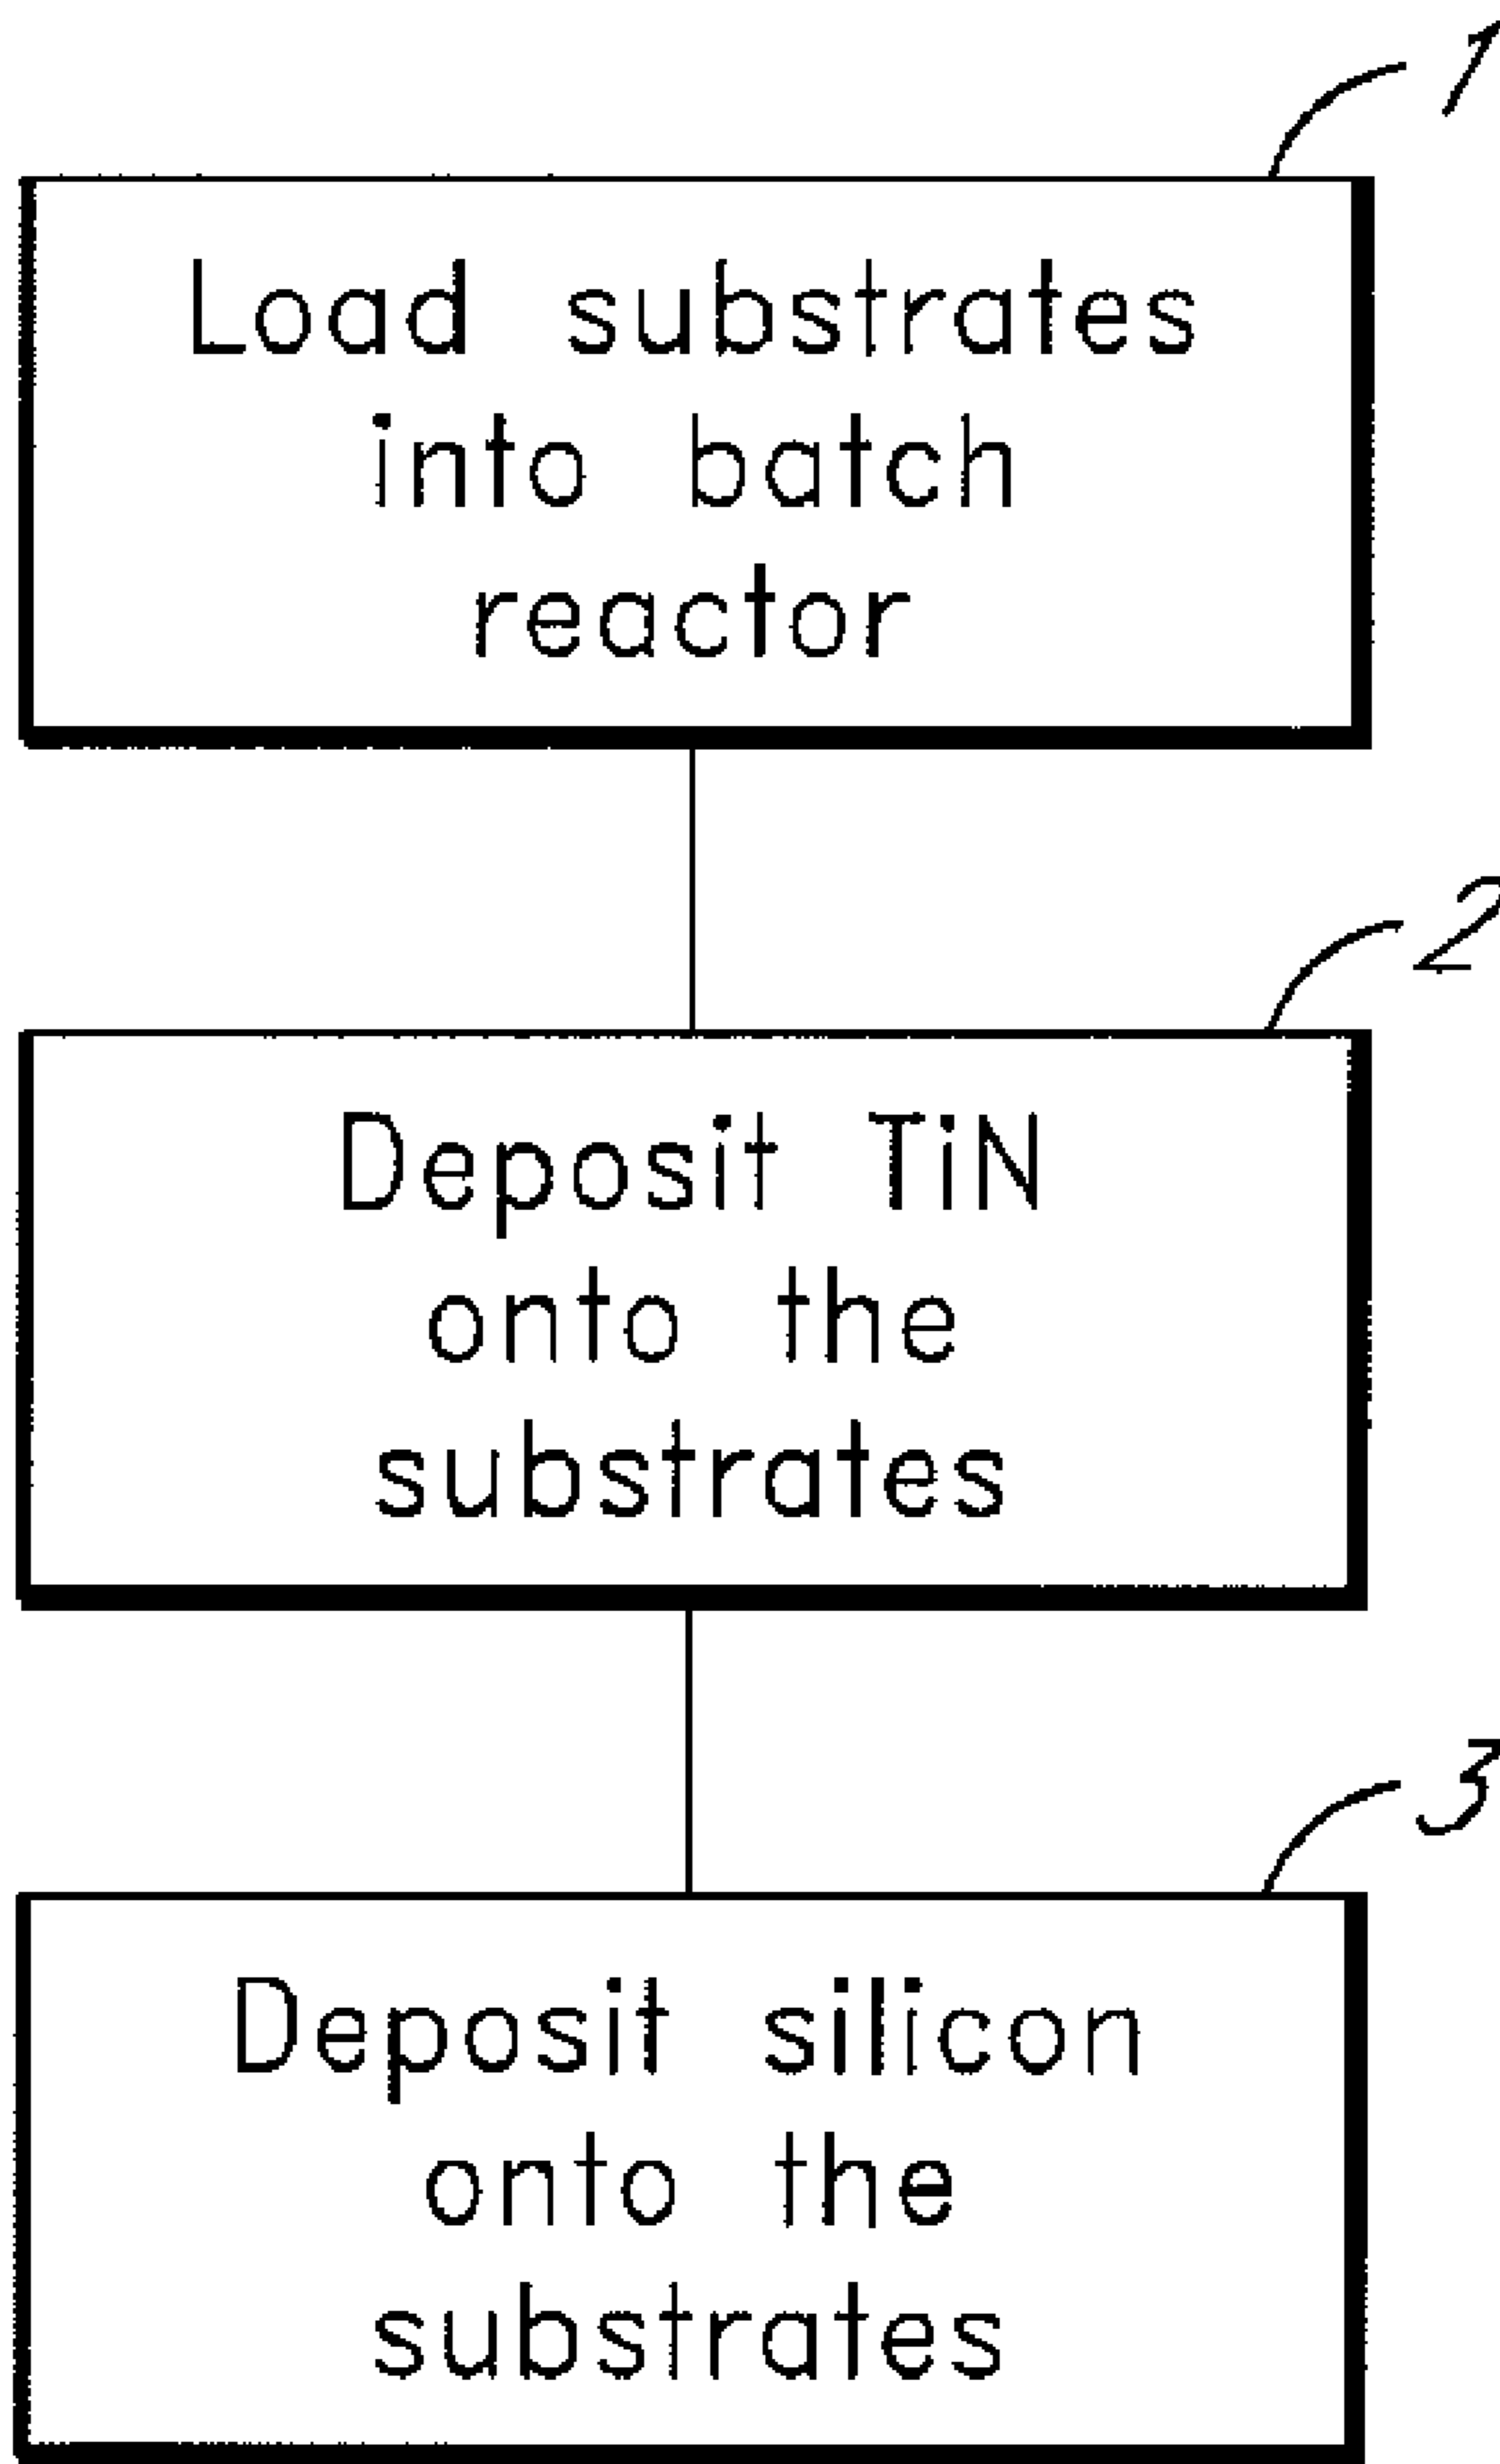 1
Load substrates
into batch
reactor
2
Deposit TiN
onto the
substrates
3
Deposit silicon
onto the
substrates